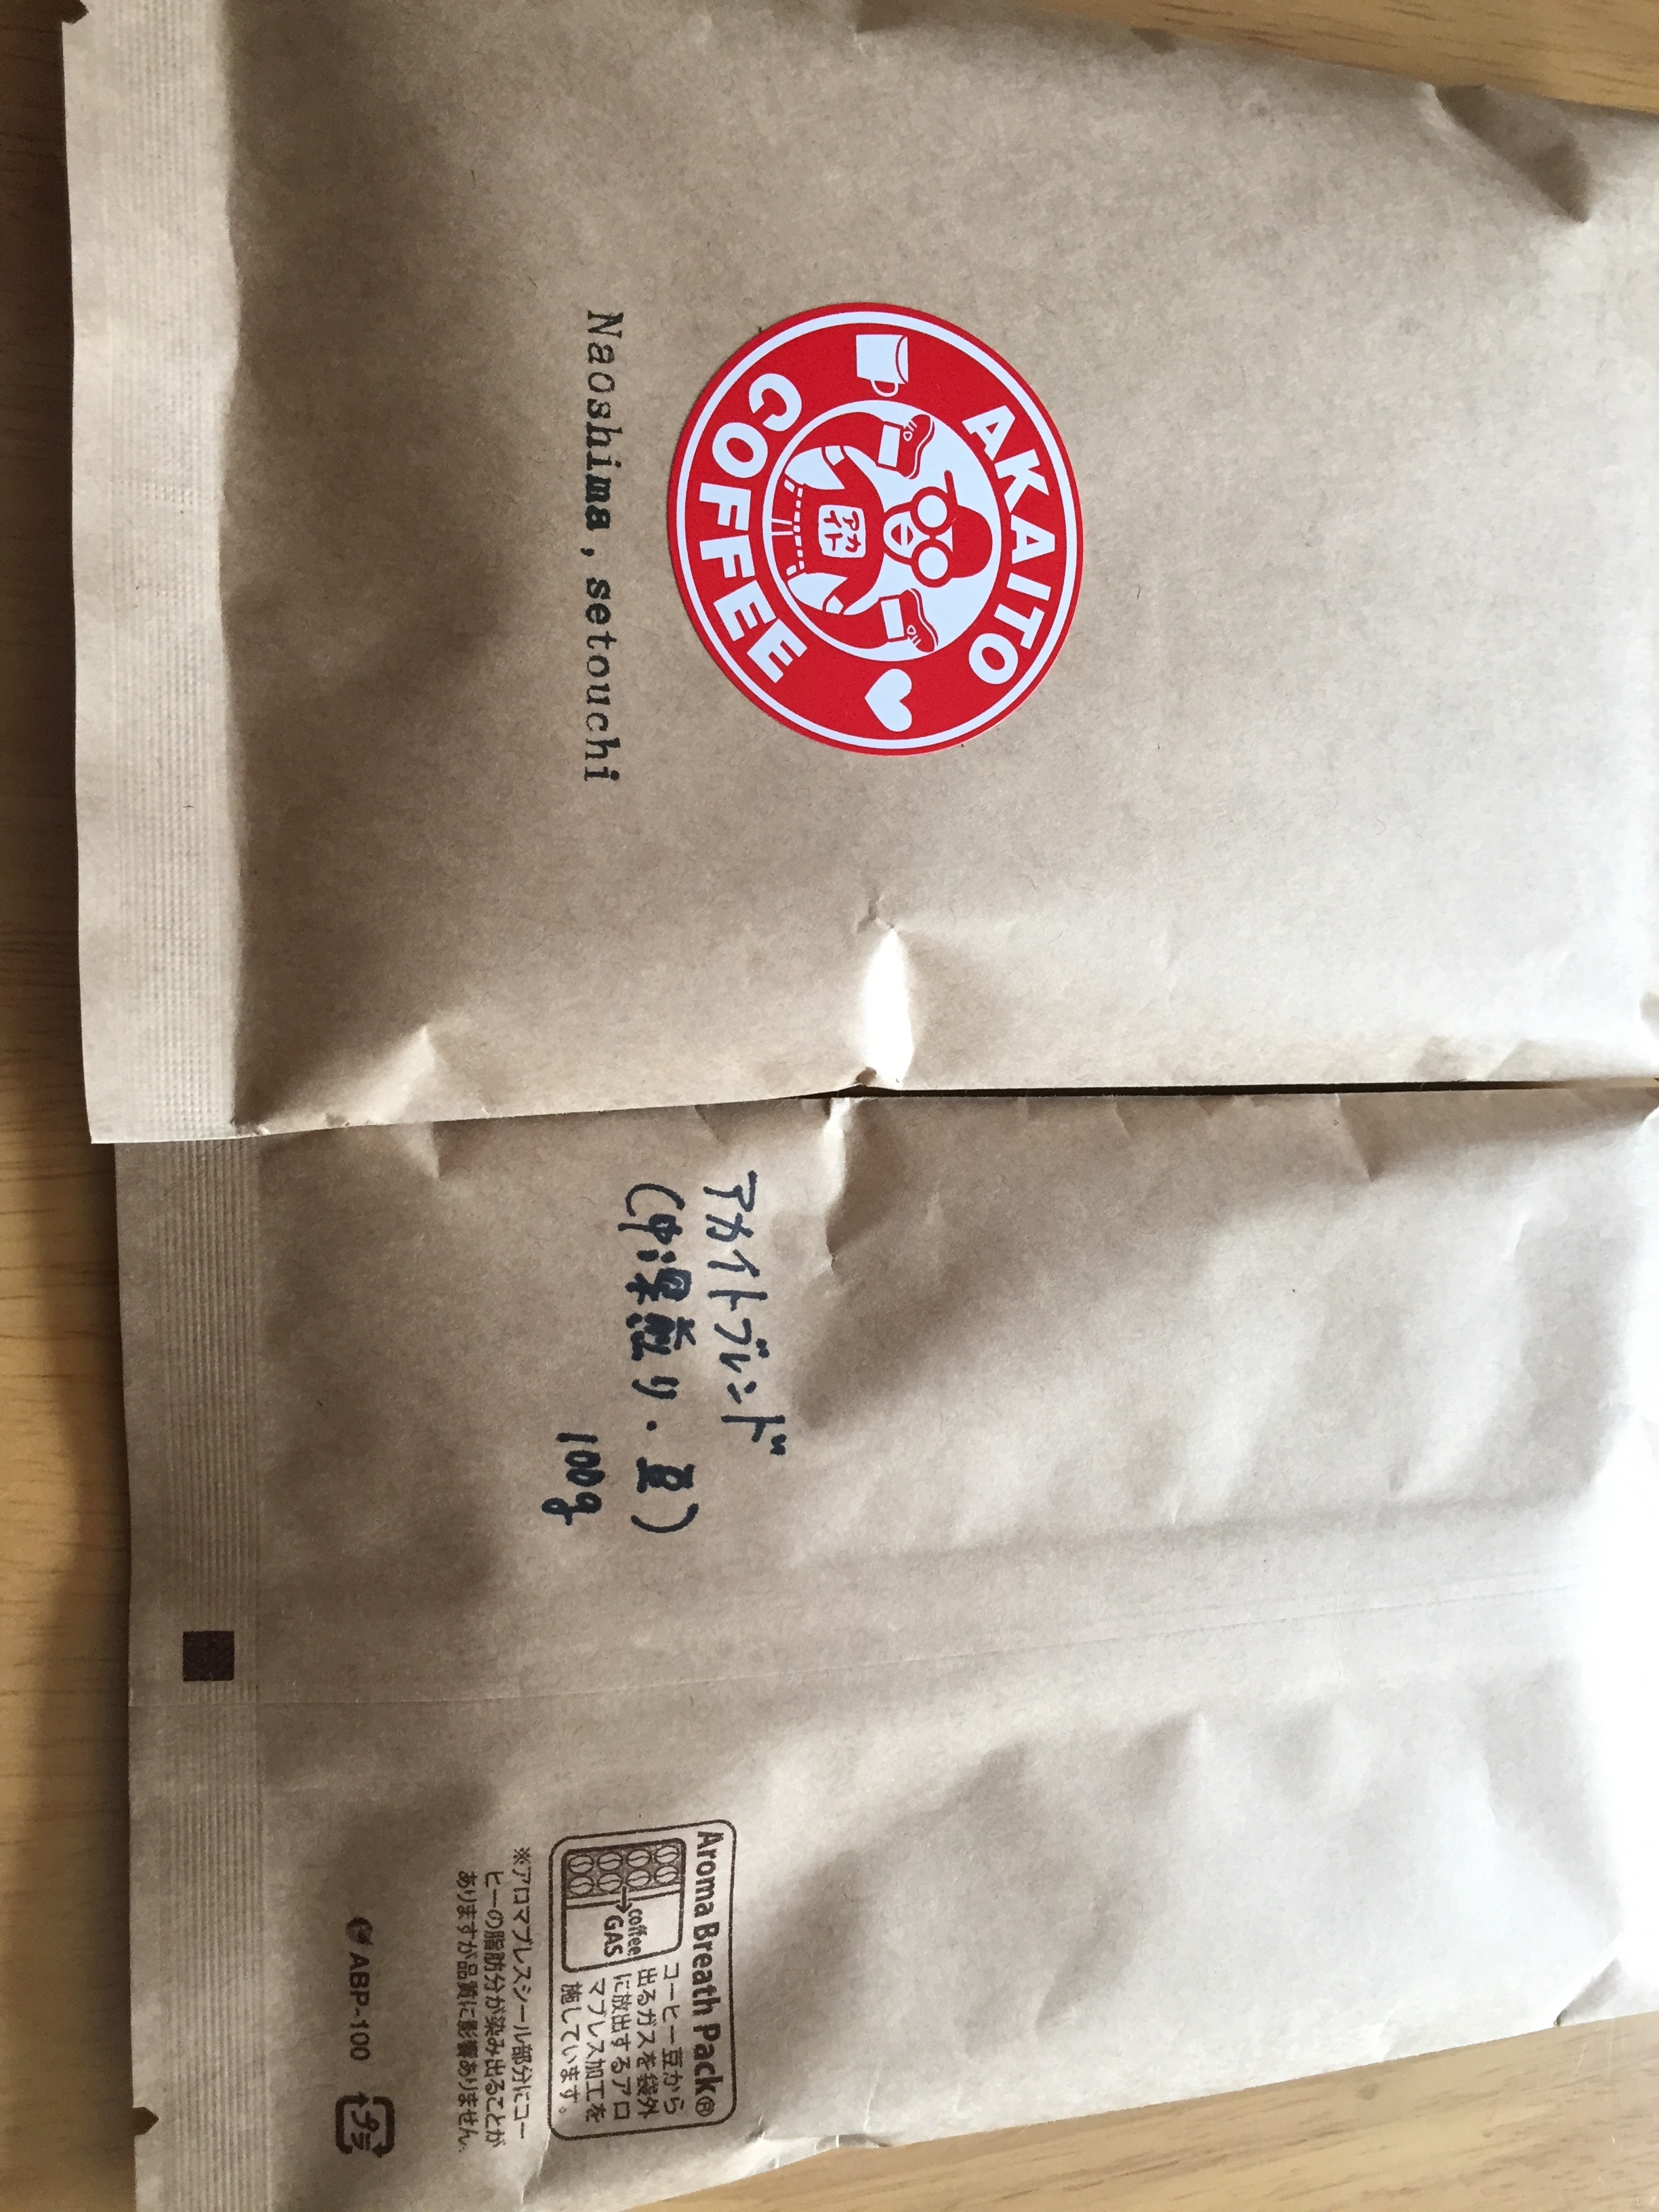 AKAITO
COFFEE
アカ
イト
Naoshima, setouchi
アカイトブレンド
(中深煎り・豆)
100g
Aroma Breath Pack®
coffee
→GAS
コーヒー豆から
出るガスを袋外
に放出するアロ
マブレス加工を
施しています。
※アロマブレスシール部分にコー
ヒーの脂肪分が染み出ることが
ありますが品質に影響ありません。
ABP-100
プラ